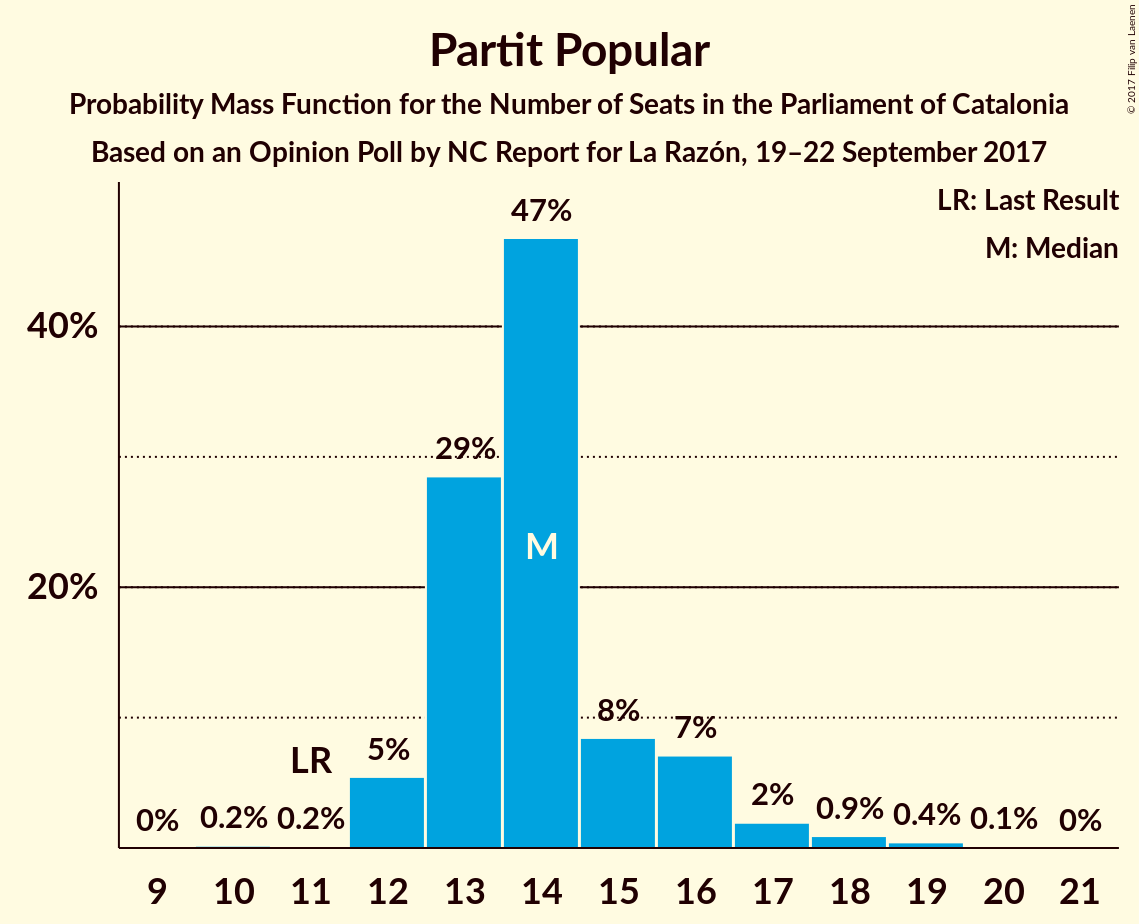 Partit Popular
Probability Mass Function for the Number of Seats in the Parliament of Catalonia
Based on an Opinion Poll by NC Report for La Razón, 19–22 September 2017
© 2017 Filip van Laenen
LR: Last Result
M: Median
47%
40%
29%
M
20%
8%
7%
LR
5%
2%
0%
0.2%
0.2%
0.9%
0.4%
0.1%
0%
9 10 11 12 13 14 15 16 17 18 19 20 21